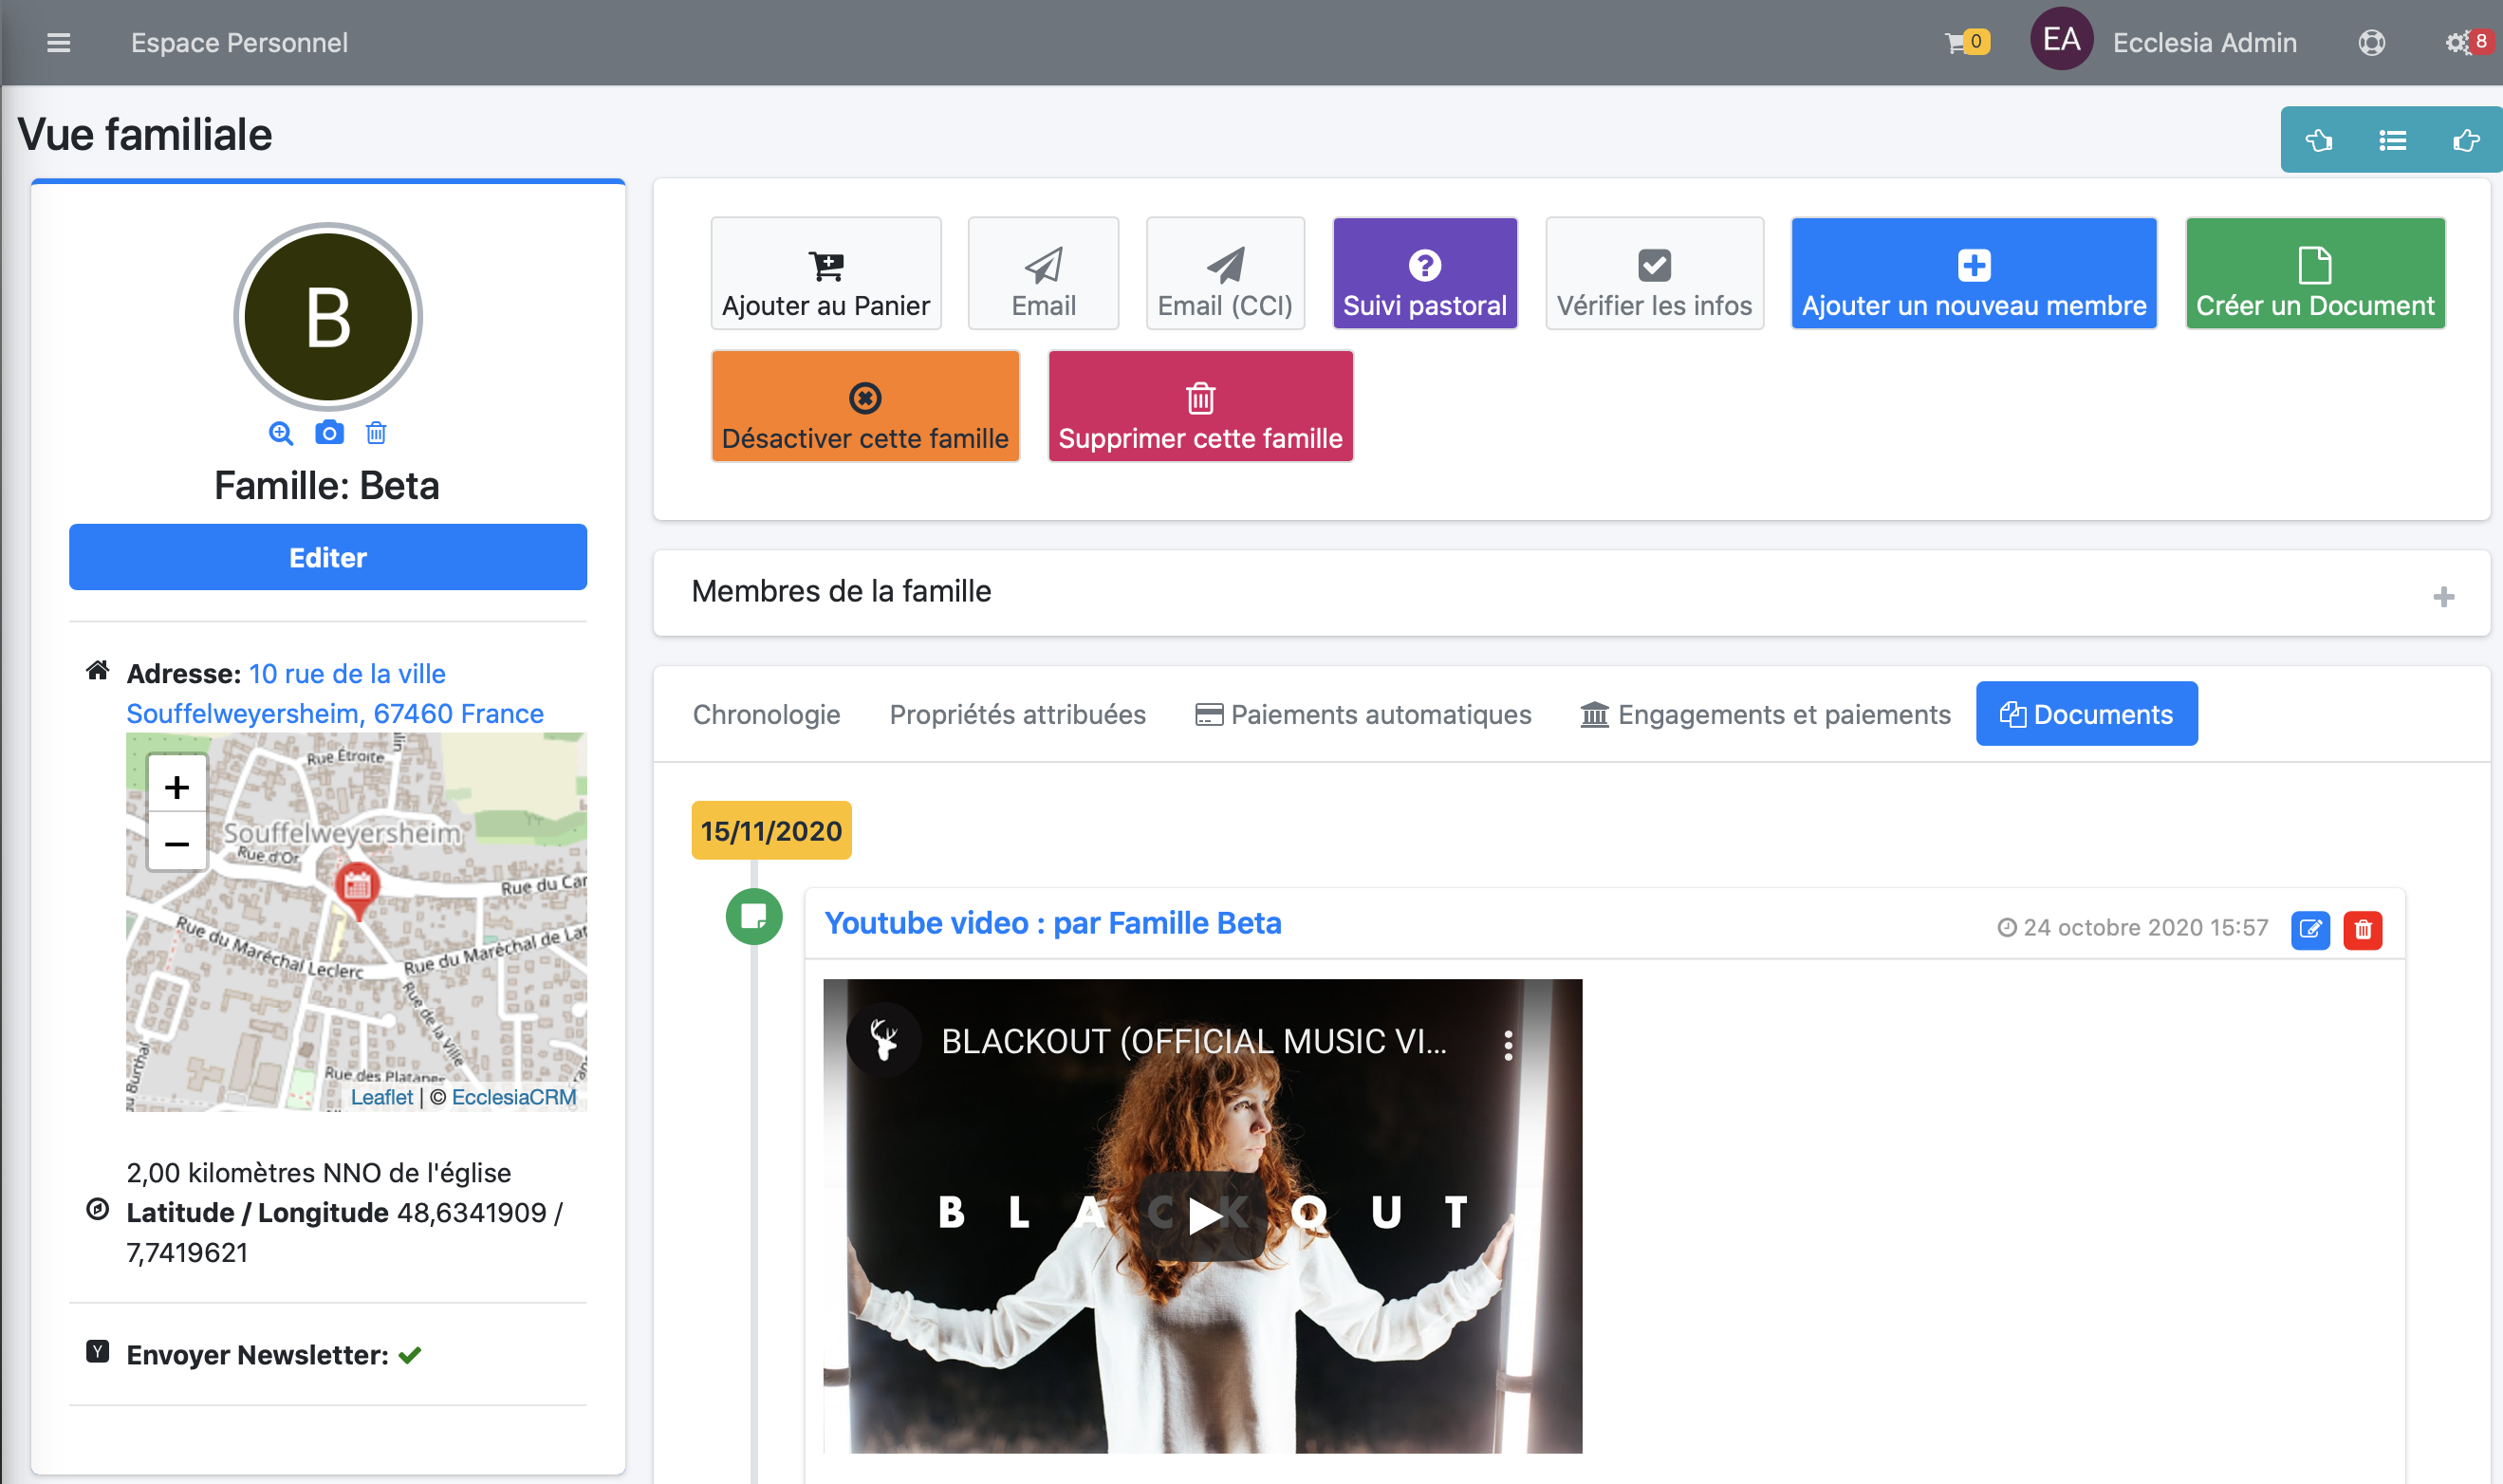 Espace Personnel
0
EA
Ecclesia Admin
8
Vue familiale
B
Famille: Beta
Editer
Adresse: 10 rue de la ville
Souffelweyersheim, 67460 France
+
−
Rue Étroite
Souffelweyersheim
Rue d'Or
Rue du Car
Rue du Maréchal Leclerc
Rue du Maréchal de Lat
Rue de la Ville
Rue des Platane
Burthal
Leaflet | © EcclesiaCRM
2,00 kilomètres NNO de l'église
Latitude / Longitude 48,6341909 /
7,7419621
Y
Envoyer Newsletter:
Ajouter au Panier
Email
Email (CCI)
Suivi pastoral
Vérifier les infos
Ajouter un nouveau membre
Créer un Document
Désactiver cette famille
Supprimer cette famille
Membres de la famille
Chronologie
Propriétés attribuées
Paiements automatiques
Engagements et paiements
Documents
15/11/2020
Youtube video : par Famille Beta
24 octobre 2020 15:57
BLACKOUT (OFFICIAL MUSIC VI...
BLACKOUT